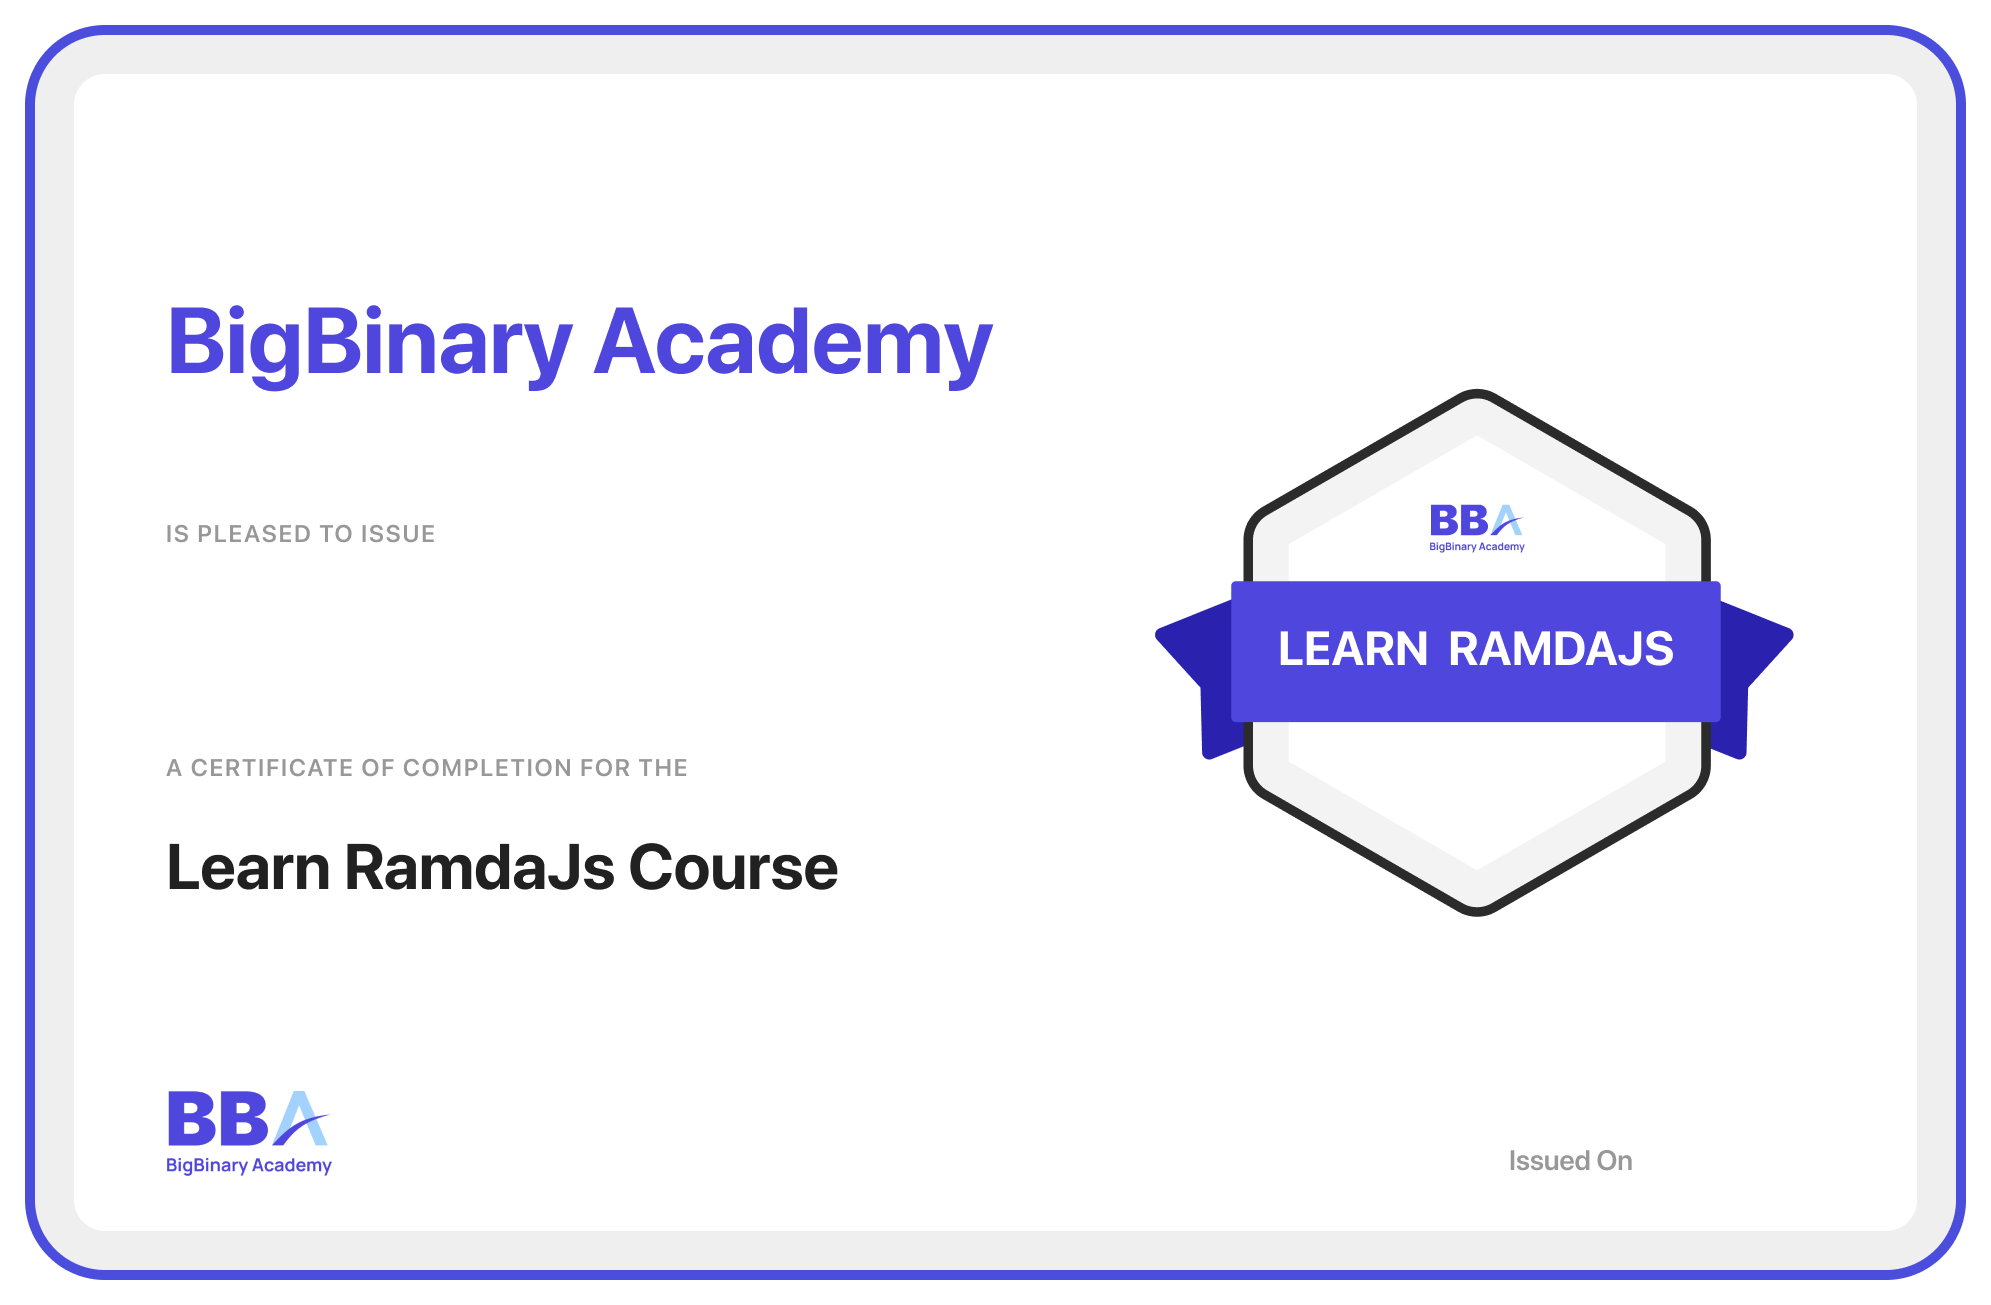 BigBinary Academy
IS PLEASED TO ISSUE
A CERTIFICATE OF COMPLETION FOR THE
Learn RamdaJs Course
BBA
BigBinary Academy
LEARN RAMDAJS
BBA
BigBinary Academy
Issued On